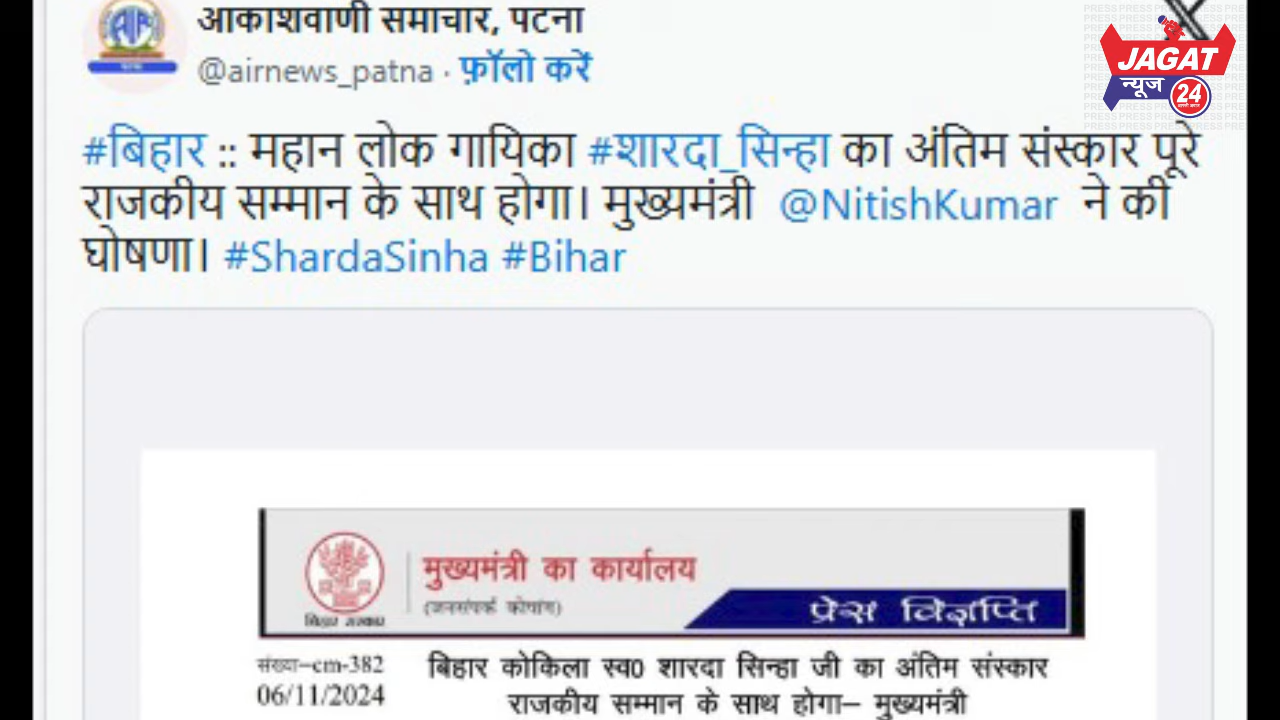 आकाशवाणी समाचार, पटना
@airnews_patna · फ़ॉलो करें
JAGAT
न्यूज 24
#बिहार :: महान लोक गायिका #शारदा_सिन्हा का अंतिम संस्कार पूरे
राजकीय सम्मान के साथ होगा। मुख्यमंत्री @NitishKumar ने की
घोषणा। #ShardaSinha #Bihar
मुख्यमंत्री का कार्यालय
(जनसंपर्क कोषांग)
बिहार सरकार
प्रेस विज्ञप्ति
संख्या–cm-382
06/11/2024
बिहार कोकिला स्व0 शारदा सिन्हा जी का अंतिम संस्कार
राजकीय सम्मान के साथ होगा– मुख्यमंत्री